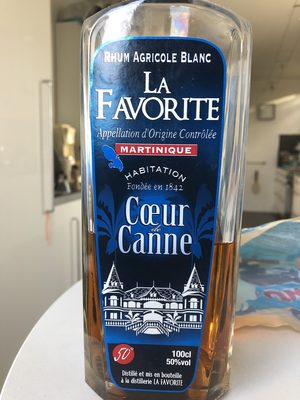 RHUM AGRICOLE BLANC
LA
FAVORITE
Appellation d'Origine Contrôlée
MARTINIQUE
HABITATION
Fondée en 1842
Cœur
de
Canne
100cl
50%vol
Distillé et mis en bouteille
à la distillerie LA FAVORITE